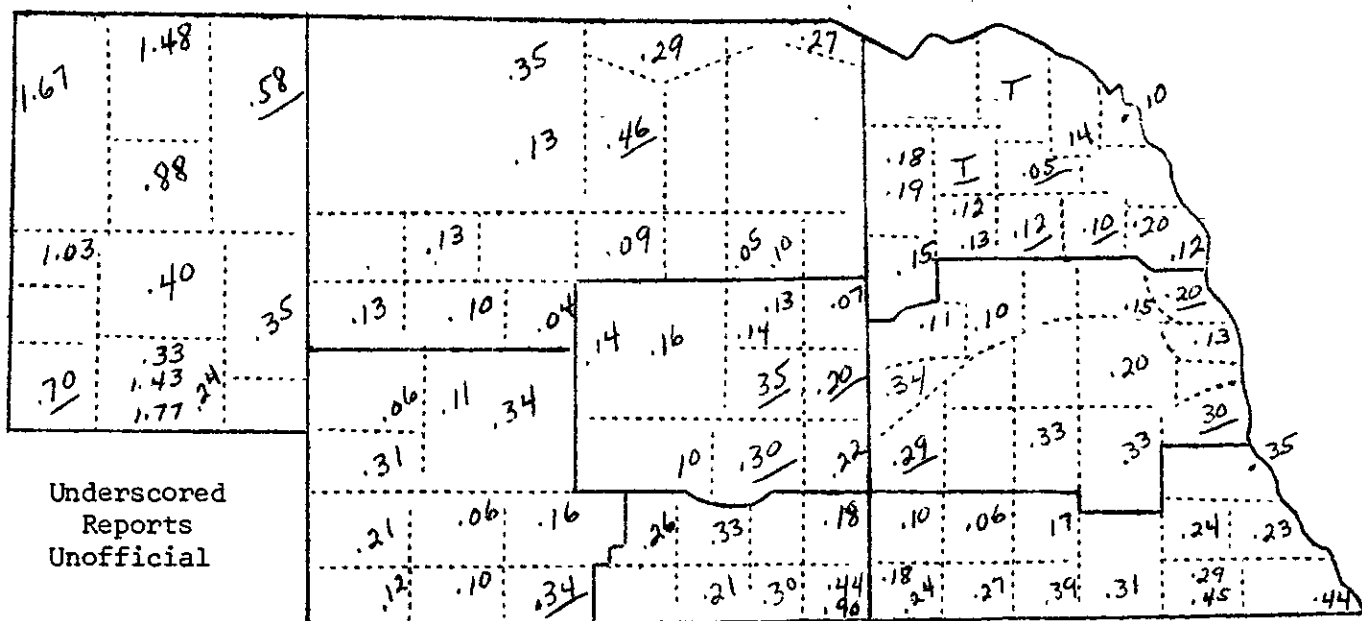 1.67 1.48 .58 .35 .29 .27
T .10
.13 .46 .14
.88 .18 T .05
.19
.12
1.03 .13 .09 .05 .10 .15 .13 .12 .10 .20 .12
.40 .20
.35 .13 .10 .04 .13 .07 .11 .10 .15
.33 .14 .16 .14 .13
1.43
.70 1.77 .24 .06 .11 .34 35 .20 .34 .20
.31 10 .30 .22 .29 .33 .33 30 .35
Underscored
Reports
Unofficial
.21 .06 .16 .26 .33 .18 .10 .06 17 .24 .23
.12 .10 .34 .21 .30 .44 .18 .24 .27 .39 .31 .29 .44
.90 .45